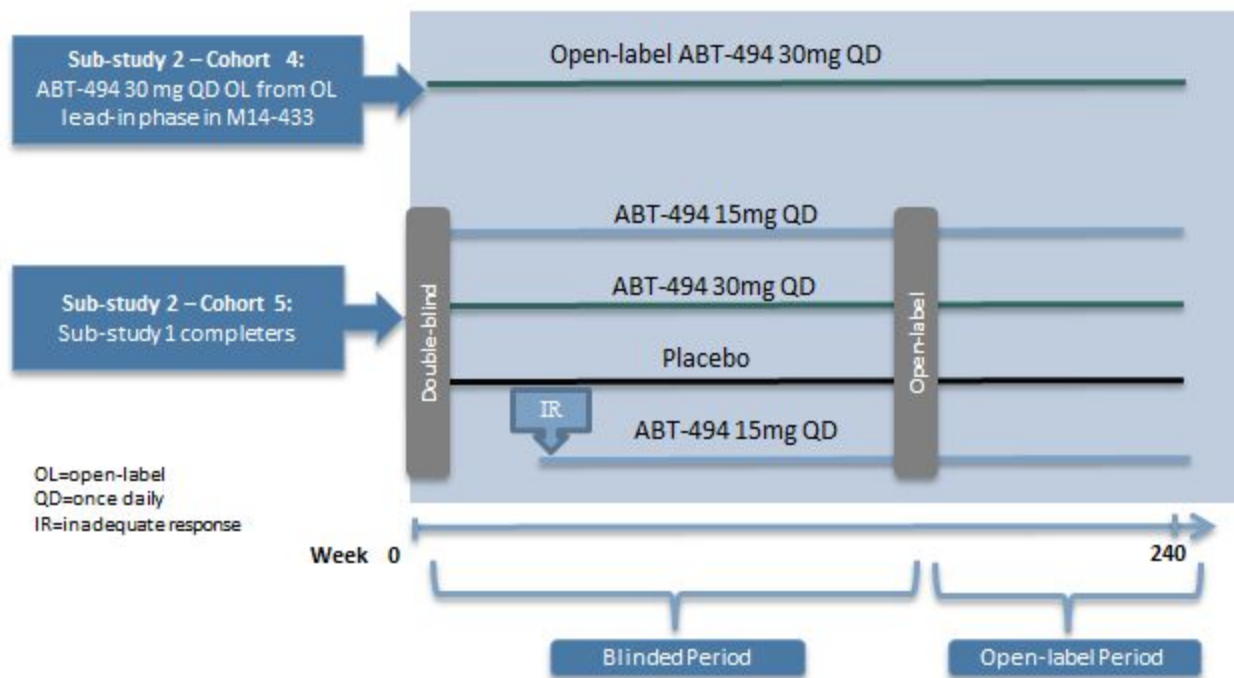 Sub-study 2 – Cohort 4:
ABT-494 30 mg QD OL from OL
lead-in phase in M14-433
Open-label ABT-494 30mg QD
Sub-study 2 – Cohort 5:
Sub-study 1 completers
Double-blind
ABT-494 15mg QD
ABT-494 30mg QD
Placebo
IR
ABT-494 15mg QD
Open-label
OL=open-label
QD=once daily
IR=inadequate response
Week 0
240
Blinded Period
Open-label Period